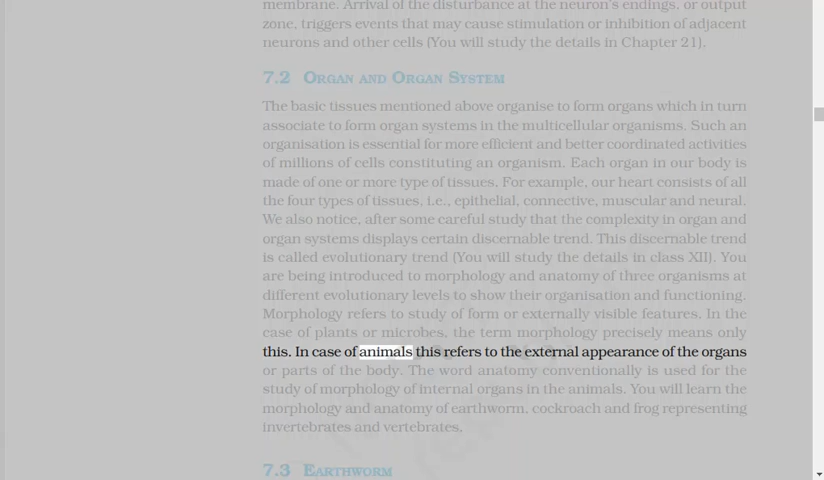 membrane. Arrival of the disturbance at the neuron's endings, or output
zone, triggers events that may cause stimulation or inhibition of adjacent
neurons and other cells (You will study the details in Chapter 21).
7.2 ORGAN AND ORGAN SYSTEM
The basic tissues mentioned above organise to form organs which in turn
associate to form organ systems in the multicellular organisms. Such an
organisation is essential for more efficient and better coordinated activities
of millions of cells constituting an organism. Each organ in our body is
made of one or more type of tissues. For example, our heart consists of all
the four types of tissues, i.e., epithelial, connective, muscular and neural.
We also notice, after some careful study that the complexity in organ and
organ systems displays certain discernable trend. This discernable trend
is called evolutionary trend (You will study the details in class XII). You
are being introduced to morphology and anatomy of three organisms at
different evolutionary levels to show their organisation and functioning.
Morphology refers to study of form or externally visible features. In the
case of plants or microbes, the term morphology precisely means only
this. In case of animals this refers to the external appearance of the organs
or parts of the body. The word anatomy conventionally is used for the
study of morphology of internal organs in the animals. You will learn the
morphology and anatomy of earthworm, cockroach and frog representing
invertebrates and vertebrates.
7.3 EARTHWORM